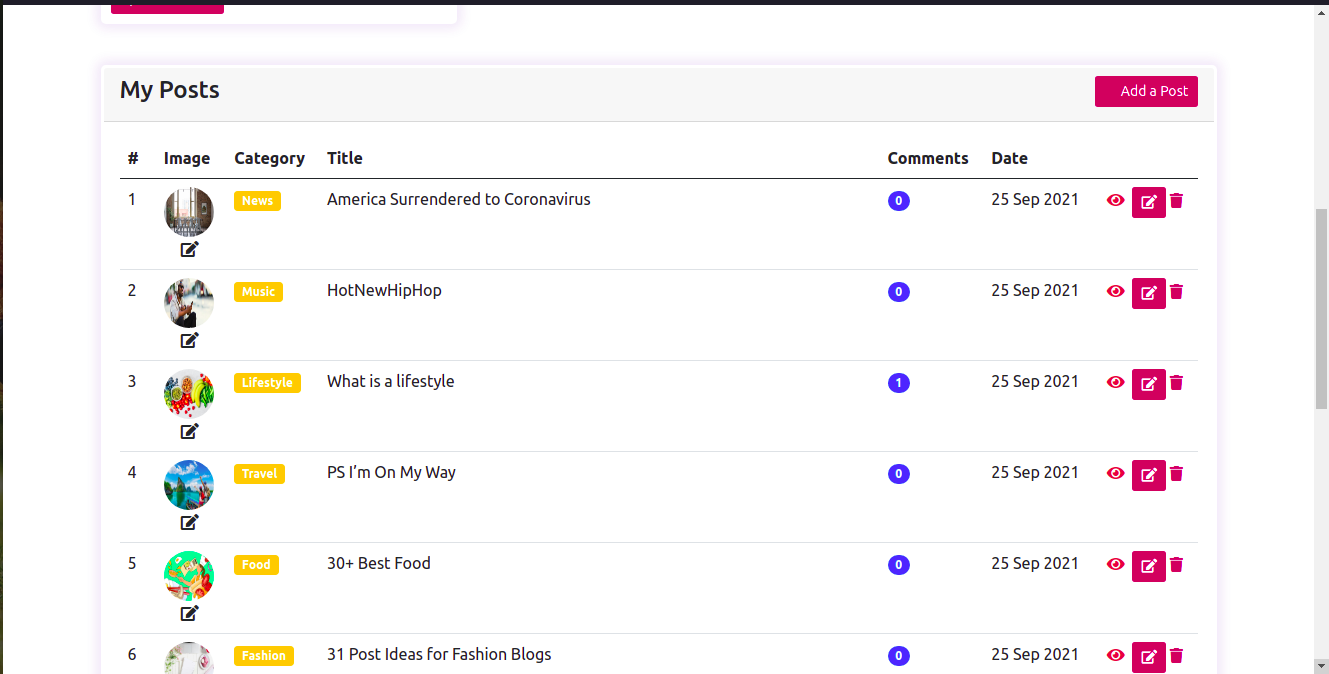 My Posts
Add a Post
# Image Category Title Comments Date
1 News America Surrendered to Coronavirus 0 25 Sep 2021
2 Music HotNewHipHop 0 25 Sep 2021
3 Lifestyle What is a lifestyle 1 25 Sep 2021
4 Travel PS I’m On My Way 0 25 Sep 2021
5 Food 30+ Best Food 0 25 Sep 2021
6 Fashion 31 Post Ideas for Fashion Blogs 0 25 Sep 2021